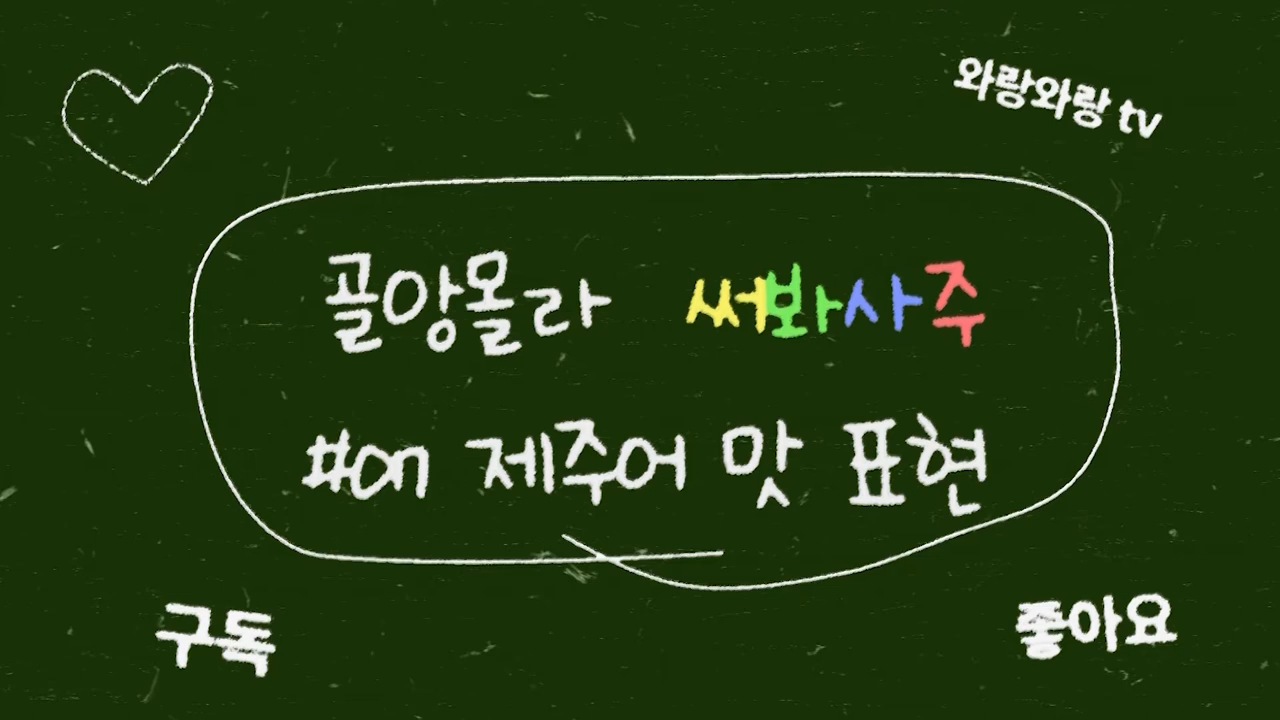 와랑와랑 tv
골앙몰라 써봐사주
#on 제주어 맛 표현
구독
좋아요